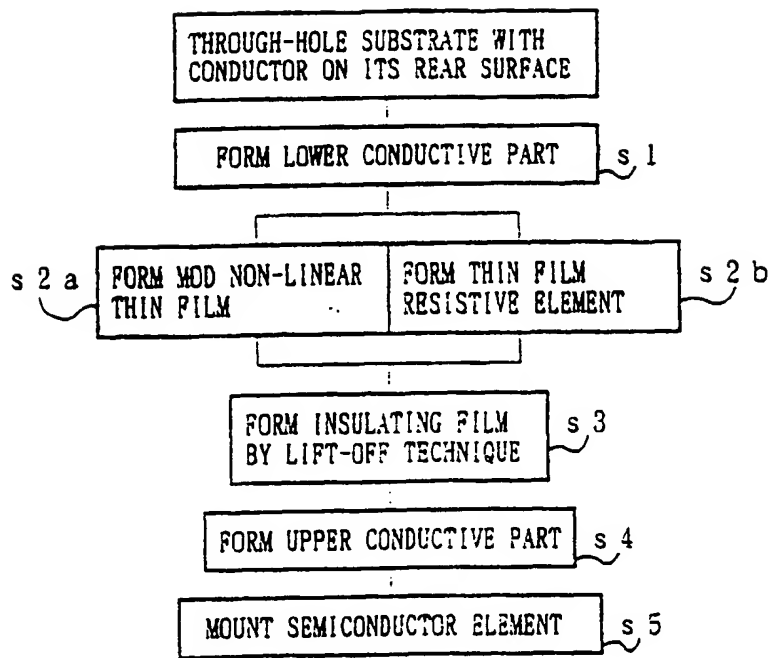 THROUGH-HOLE SUBSTRATE WITH
CONDUCTOR ON ITS REAR SURFACE
FORM LOWER CONDUCTIVE PART
s 1
s 2 a
FORM MOD NON-LINEAR
THIN FILM
FORM THIN FILM
RESISTIVE ELEMENT
s 2 b
FORM INSULATING FILM
BY LIFT-OFF TECHNIQUE
s 3
FORM UPPER CONDUCTIVE PART
s 4
MOUNT SEMICONDUCTOR ELEMENT
s 5